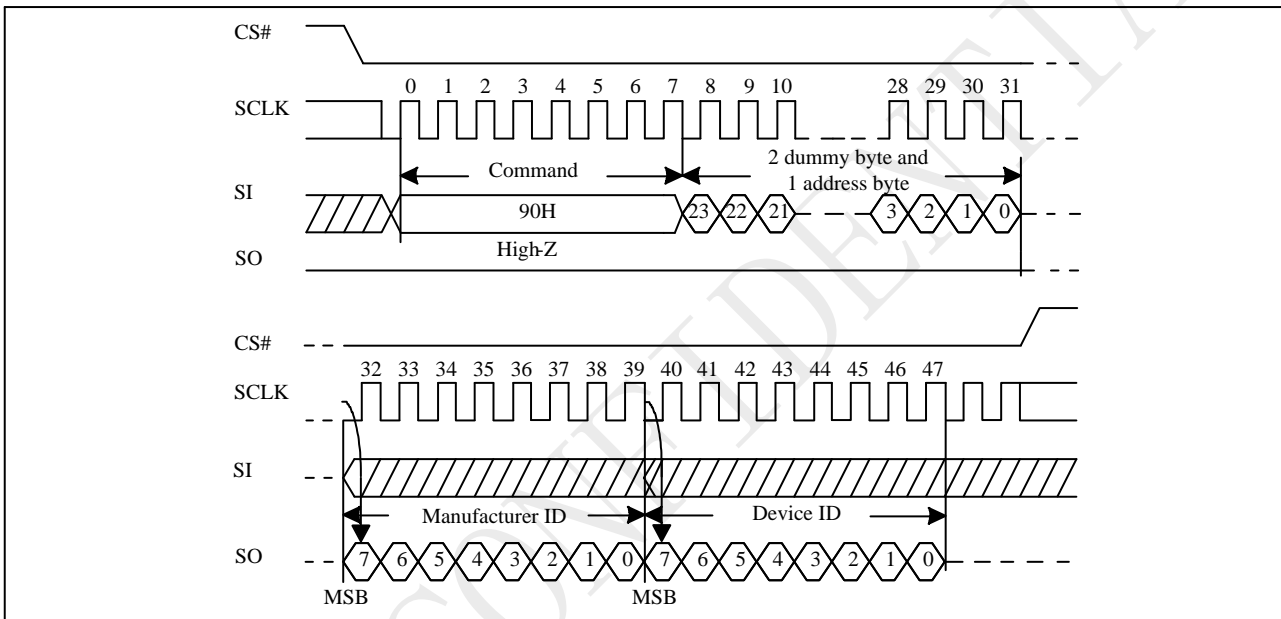 CS#
0 1 2 3 4 5 6 7 8 9 10 28 29 30 31
SCLK
Command
2 dummy byte and
1 address byte
SI
90H
23 22 21 3 2 1 0
High-Z
SO
CS#
32 33 34 35 36 37 38 39 40 41 42 43 44 45 46 47
SCLK
SI
Manufacturer ID
Device ID
SO
7 6 5 4 3 2 1 0 7 6 5 4 3 2 1 0
MSB
MSB
CONFIDENTIA